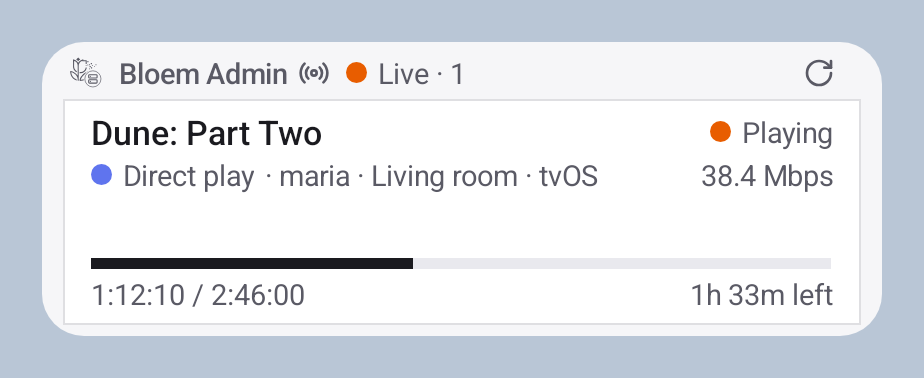 Bloem Admin Live · 1
Dune: Part Two
Playing
Direct play · maria · Living room · tvOS
38.4 Mbps
1:12:10 / 2:46:00
1h 33m left